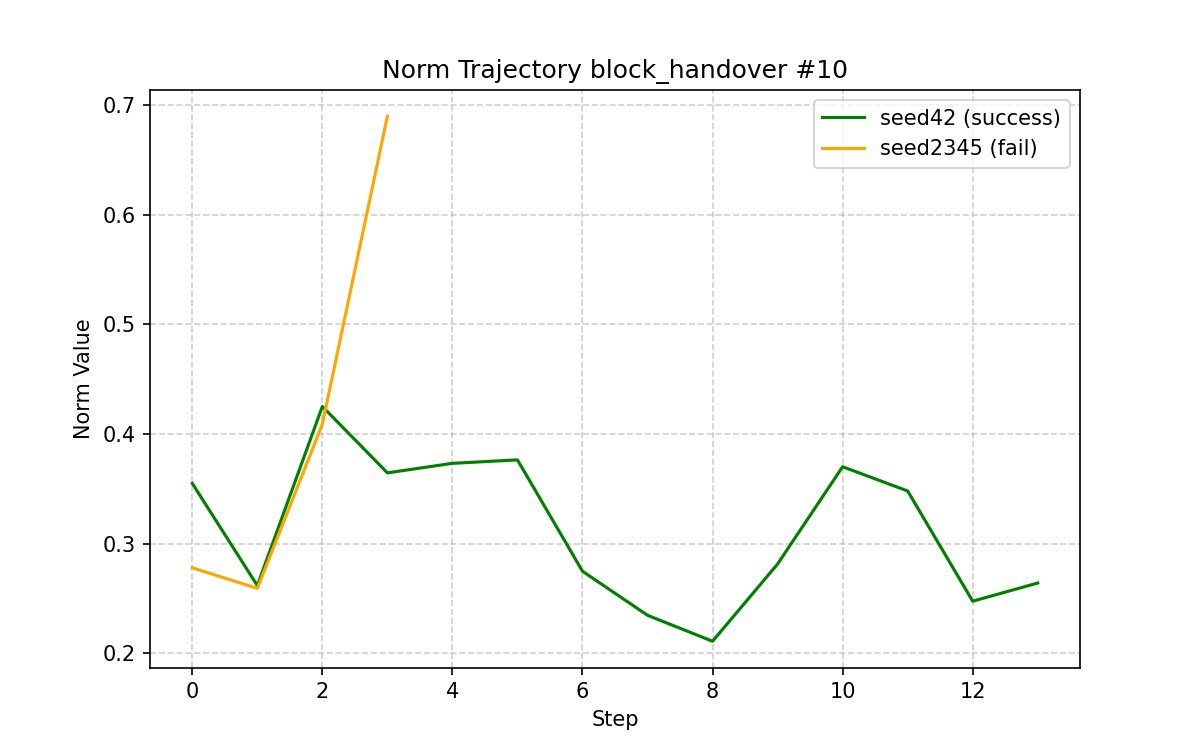 Norm Trajectory block_handover #10
seed42 (success)
seed2345 (fail)
Norm Value
0.7
0.6
0.5
0.4
0.3
0.2
0 2 4 6 8 10 12
Step